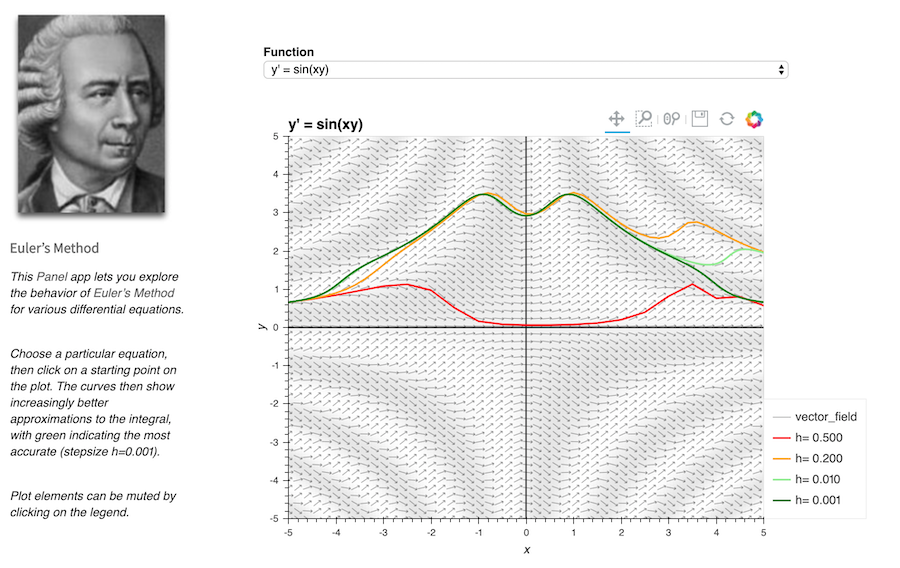 Function
y' = sin(xy)
y' = sin(xy)
5
4
3
2
1
0
-1
-2
-3
-4
-5
y
-5
-4
-3
-2
-1
0
1
2
3
4
5
x
vector_field
h= 0.500
h= 0.200
h= 0.010
h= 0.001
Euler's Method
This Panel app lets you explore
the behavior of Euler's Method
for various differential equations.
Choose a particular equation,
then click on a starting point on
the plot. The curves then show
increasingly better
approximations to the integral,
with green indicating the most
accurate (stepsize h=0.001).
Plot elements can be muted by
clicking on the legend.